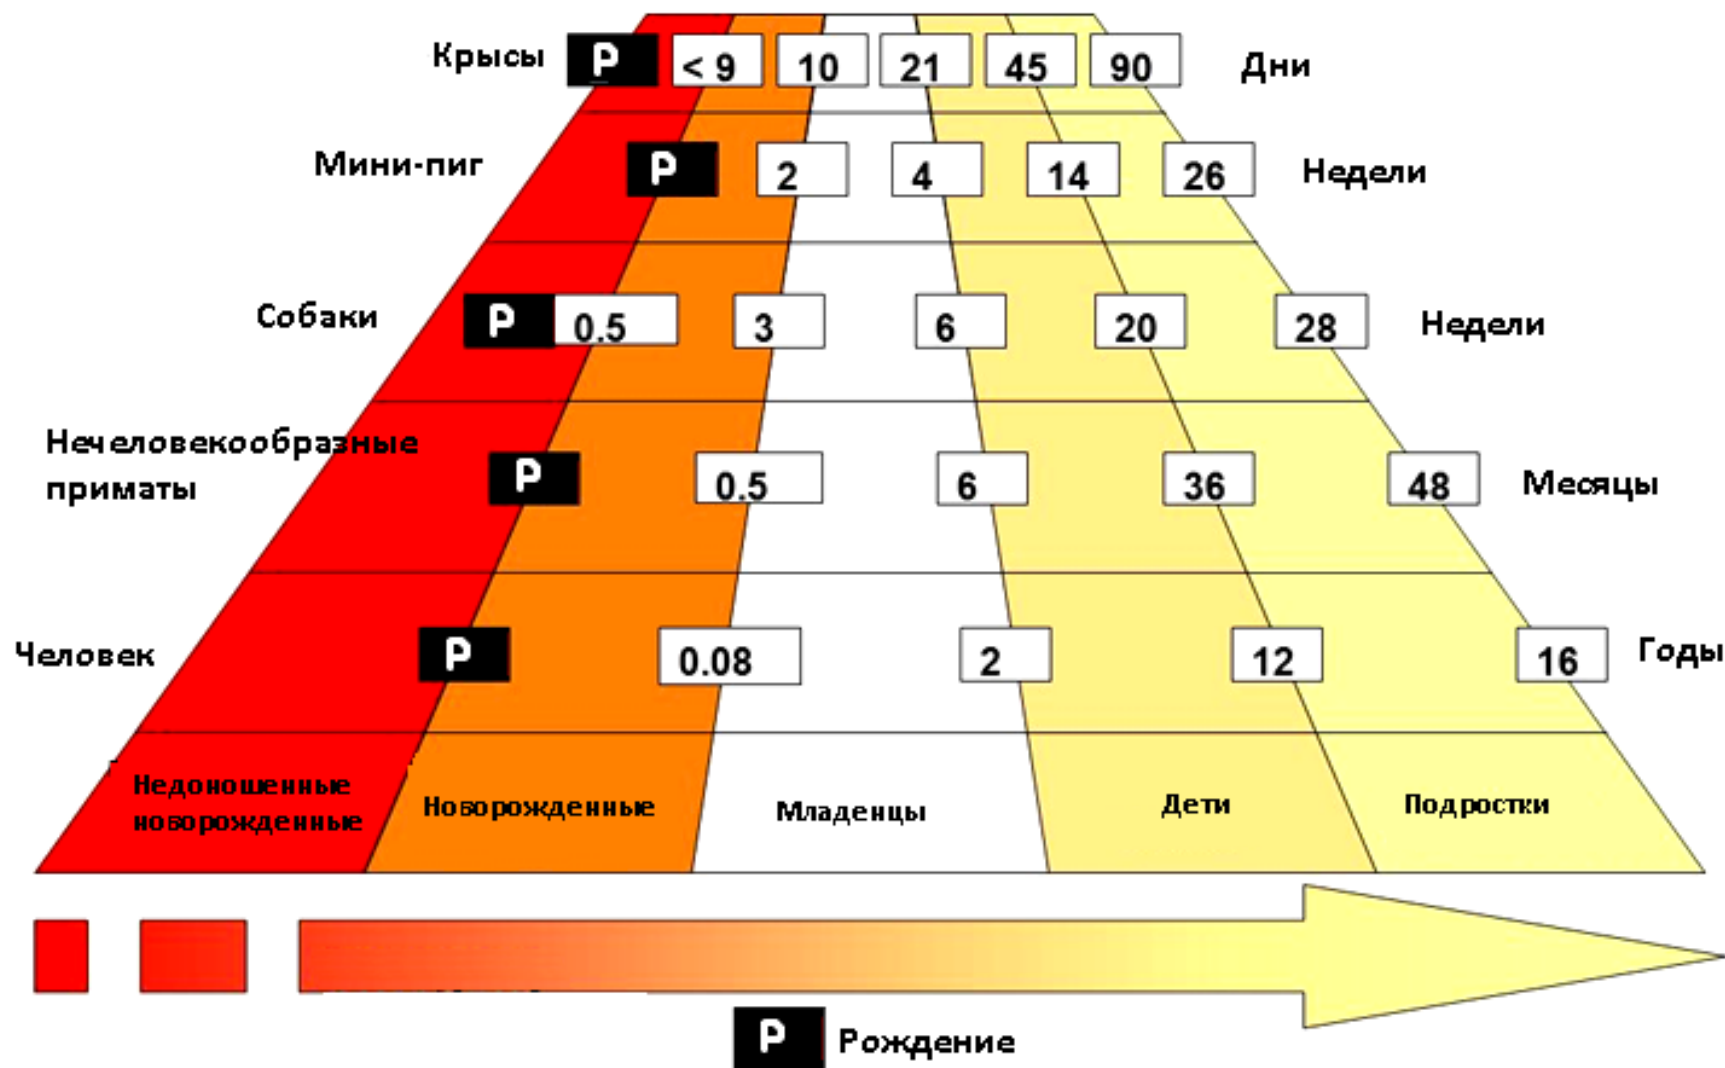 Крысы Р < 9 10 21 45 90 Дни
Мини-пиг Р 2 4 14 26 Недели
Собаки Р 0.5 3 6 20 28 Недели
Нечеловекообразные
приматы Р 0.5 6 36 48 Месяцы
Человек Р 0.08 2 12 16 Годы
Недоношенные
новорожденные
Новорожденные
Младенцы
Дети
Подростки
Р Рождение